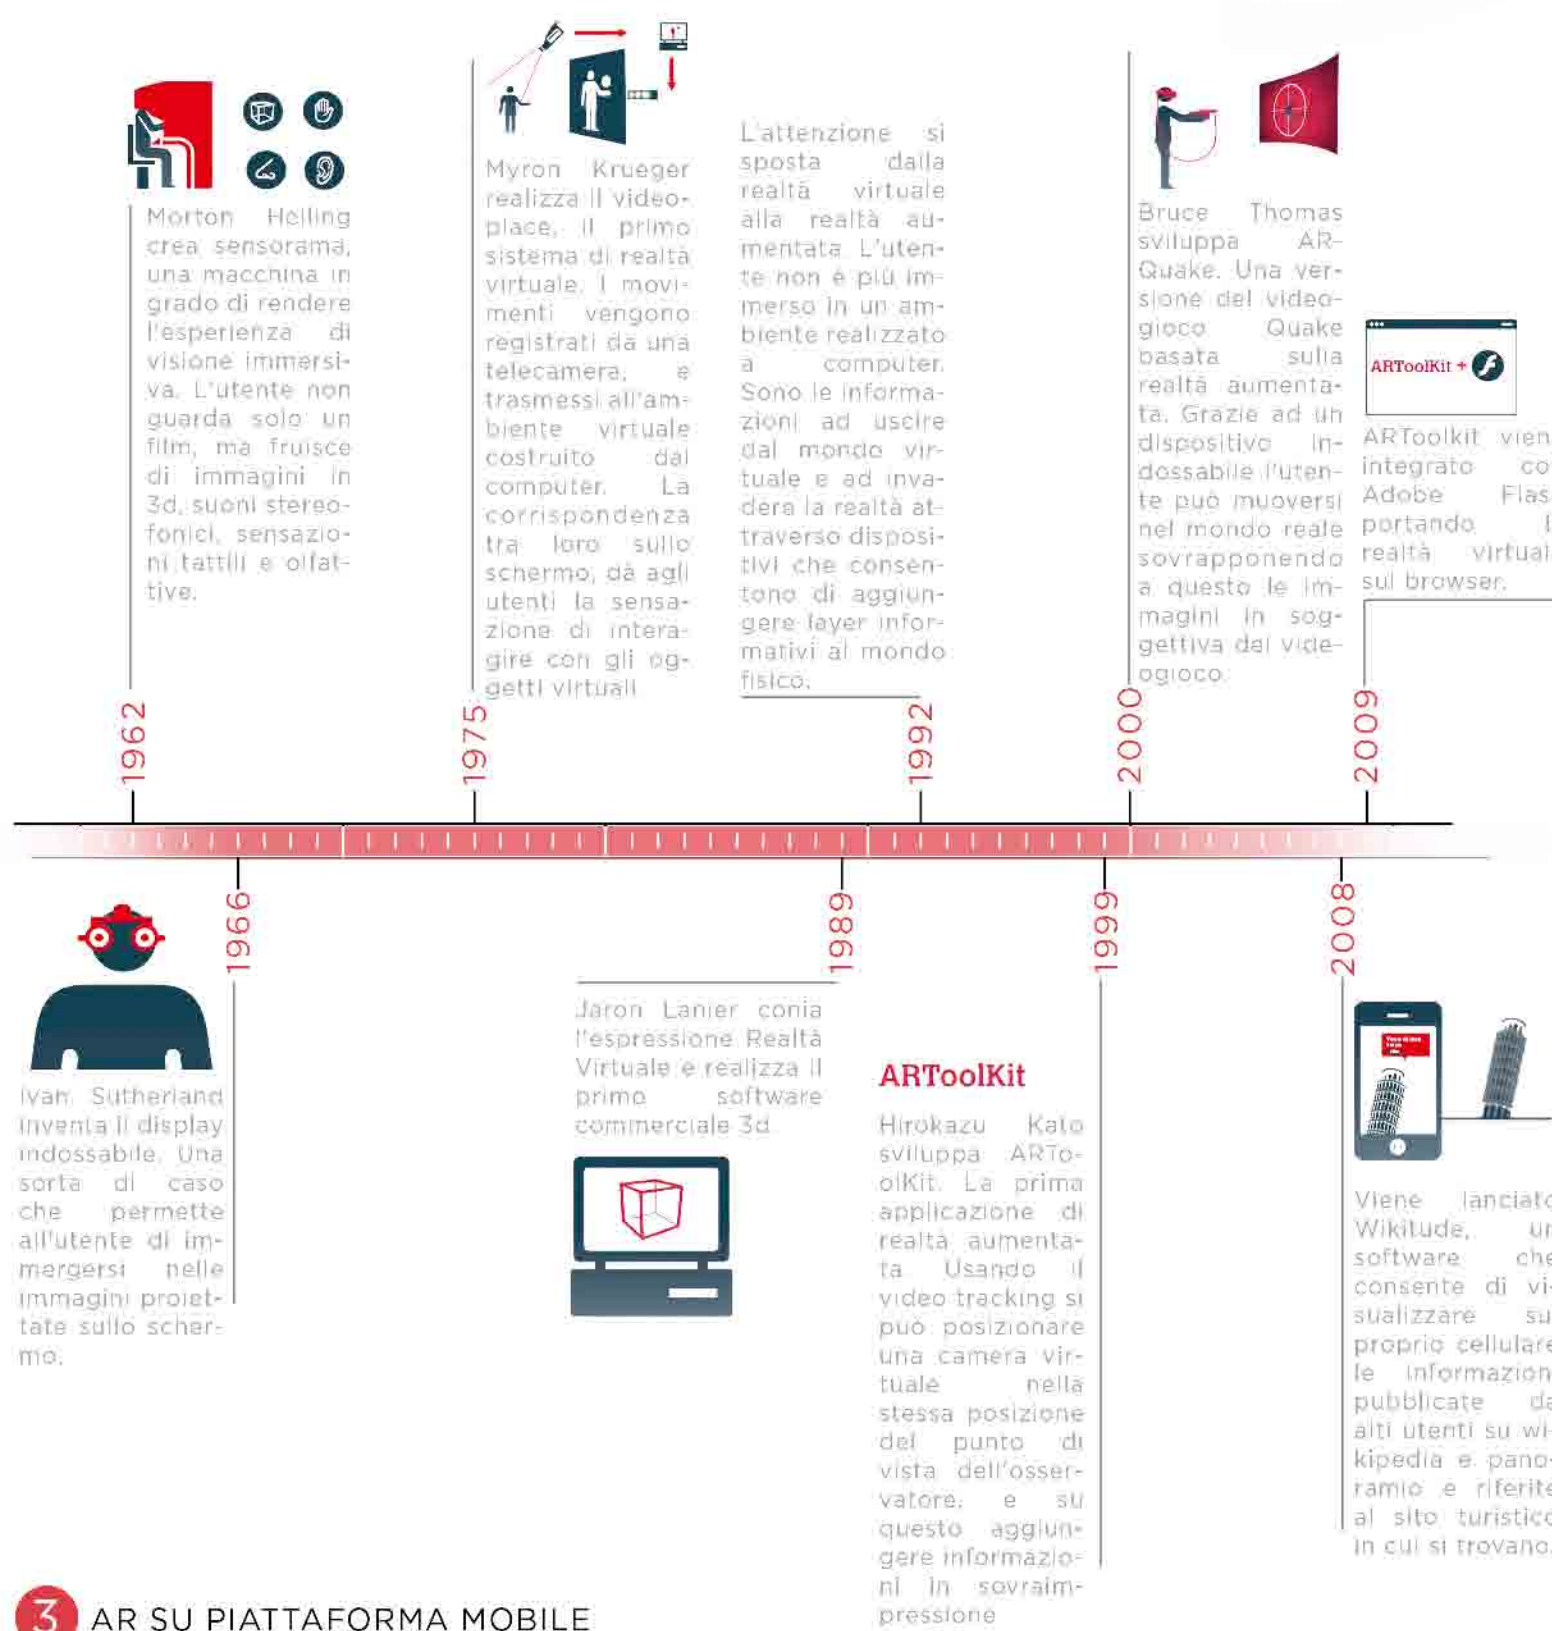 Morton Heiling
crea sensorama,
una macchina in
grado di rendere
l'esperienza di
visione immersi-
va. L'utente non
guarda solo un
film, ma fruisce
di immagini in
3d, suoni stereo-
fonici, sensazio-
ni tattili e olfat-
tive.
1962
Myron Krueger
realizza il video-
place, il primo
sistema di realtà
virtuale. I movi-
menti vengono
registrati da una
telecamera, e
trasmessi all'am-
biente virtuale
costruito dal
computer. La
corrispondenza
tra loro sullo
schermo, dà agli
utenti la sensa-
zione di intera-
gire con gli og-
getti virtuali
1975
L'attenzione si
sposta dalla
realtà virtuale
alla realtà au-
mentata. L'uten-
te non è più im-
merso in un am-
biente realizzato
a computer.
Sono le informa-
zioni ad uscire
dal mondo vir-
tuale e ad inva-
dere la realtà at-
traverso disposi-
tivi che consen-
tono di aggiun-
gere layer infor-
mativi al mondo
fisico.
1992
Bruce Thomas
sviluppa AR-
Quake. Una ver-
sione del video-
gioco Quake
basata sulla
realtà aumenta-
ta. Grazie ad un
dispositivo in-
dossabile l'uten-
te può muoversi
nel mondo reale
sovrapponendo
a questo le im-
magini in sog-
gettiva del vide-
ogioco.
2000
ARToolKit +
ARToolkit vien
integrato co
Adobe Flas
portando l
realtà virtual
sul browser.
2009
1966
Ivan Sutherland
inventa il display
indossabile. Una
sorta di caso
che permette
all'utente di im-
mergersi nelle
immagini proiet-
tate sullo scher-
mo.
1989
Jaron Lanier conia
l'espressione Realtà
Virtuale e realizza il
primo software
commerciale 3d
1999
ARToolKit
Hirokazu Kato
sviluppa ARTo-
olKit. La prima
applicazione di
realtà aumenta-
ta Usando il
video tracking si
può posizionare
una camera vir-
tuale nella
stessa posizione
del punto di
vista dell'osser-
vatore, e su
questo aggiun-
gere informazio-
ni in sovraim-
pressione
2008
Viene lanciato
Wikitude, un
software che
consente di vi-
sualizzare sul
proprio cellulare
le informazioni
pubblicate da
alti utenti su wi-
kipedia e pano-
ramio e riferite
al sito turistico
in cui si trovano.
3 AR SU PIATTAFORMA MOBILE